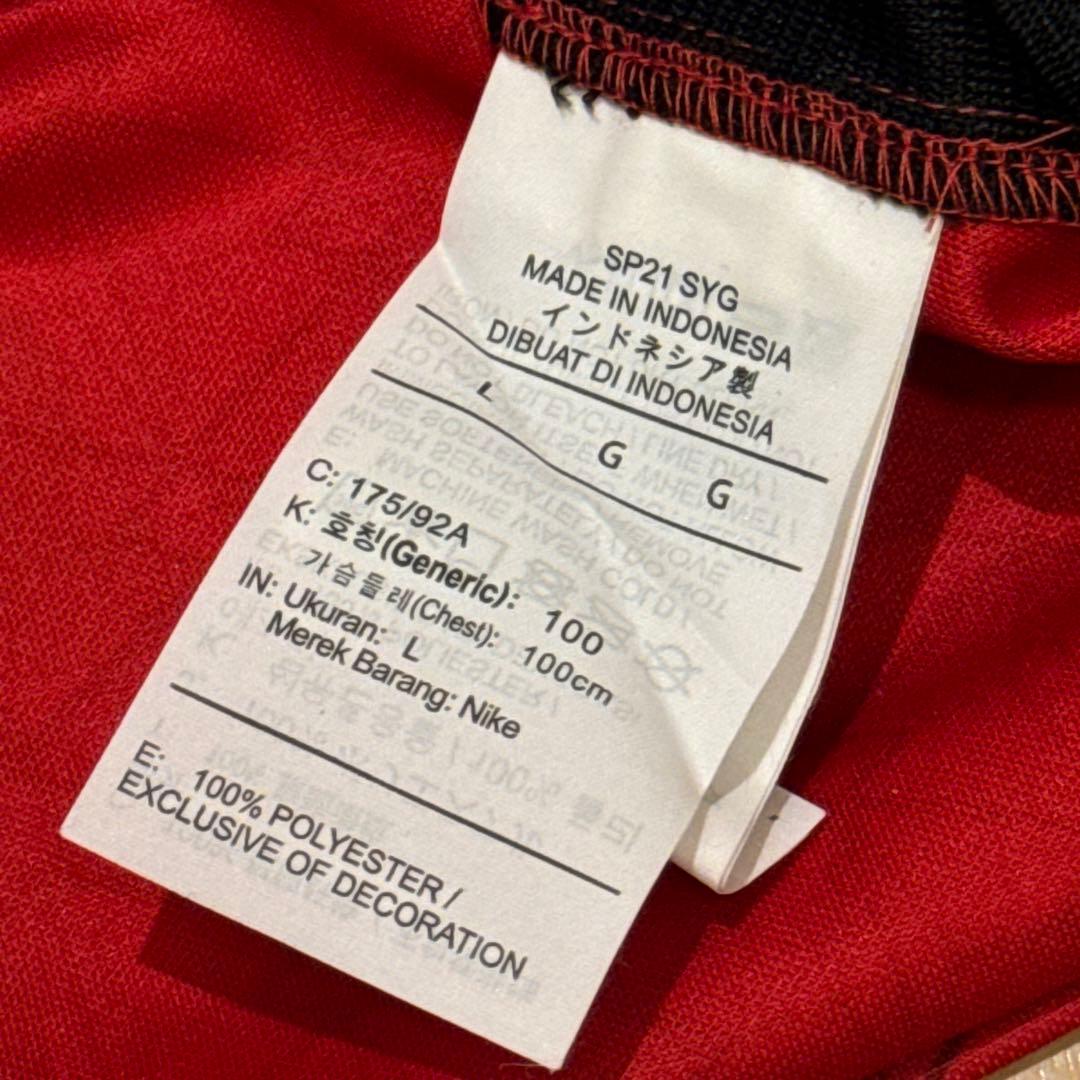 SP21 SYG
MADE IN INDONESIA
インドネシア製
DIBUAT DI INDONESIA
L G G
C: 175/92A
K: 호칭(Generic): 100
가슴둘레(Chest): 100cm
IN: Ukuran: L
Merek Barang: Nike
E: 100% POLYESTER /
EXCLUSIVE OF DECORATION